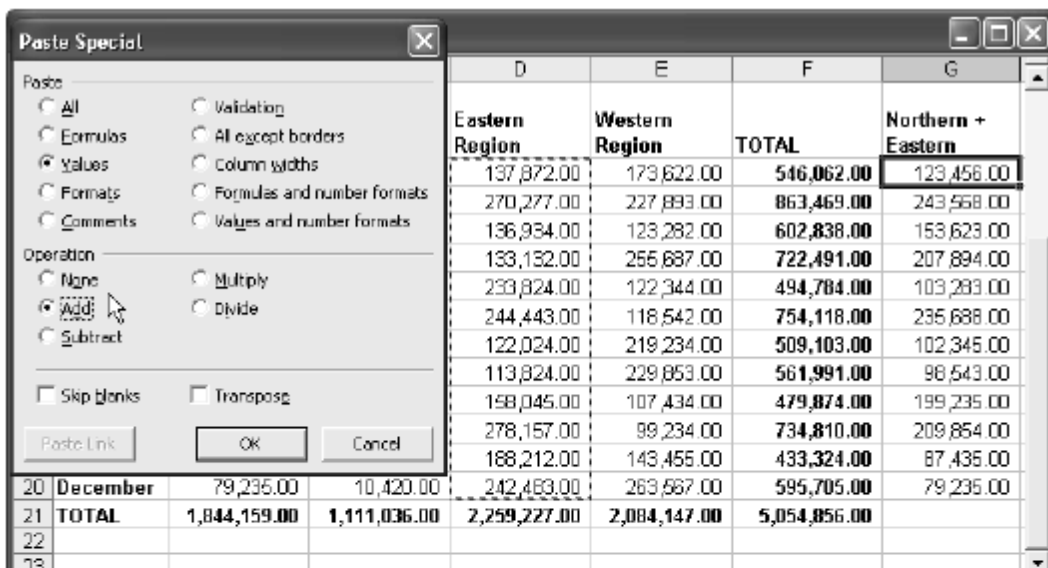 Paste Special
Paste
All
Validation
Formulas
All except borders
Values
Column widths
Formats
Formulas and number formats
Comments
Values and number formats
Operation
None
Multiply
Add
Divide
Subtract
Skip blanks
Transpose
Paste Link
OK
Cancel
D E F G
Eastern Region Western Region TOTAL Northern + Eastern
137,872.00 173,622.00 546,062.00 123,456.00
270,277.00 227,893.00 863,469.00 243,568.00
136,934.00 123,282.00 602,838.00 153,623.00
133,132.00 255,687.00 722,491.00 207,894.00
233,824.00 122,344.00 494,784.00 103,283.00
244,443.00 118,542.00 754,118.00 235,688.00
122,024.00 219,234.00 509,103.00 102,345.00
113,824.00 229,853.00 561,991.00 98,543.00
158,045.00 107,434.00 479,874.00 199,235.00
278,157.00 99,234.00 734,810.00 209,854.00
188,212.00 143,455.00 433,324.00 87,435.00
20 December 79,235.00 10,420.00 242,483.00 263,567.00 595,705.00 79,235.00
21 TOTAL 1,844,159.00 1,111,036.00 2,259,227.00 2,084,147.00 5,054,856.00
22
23